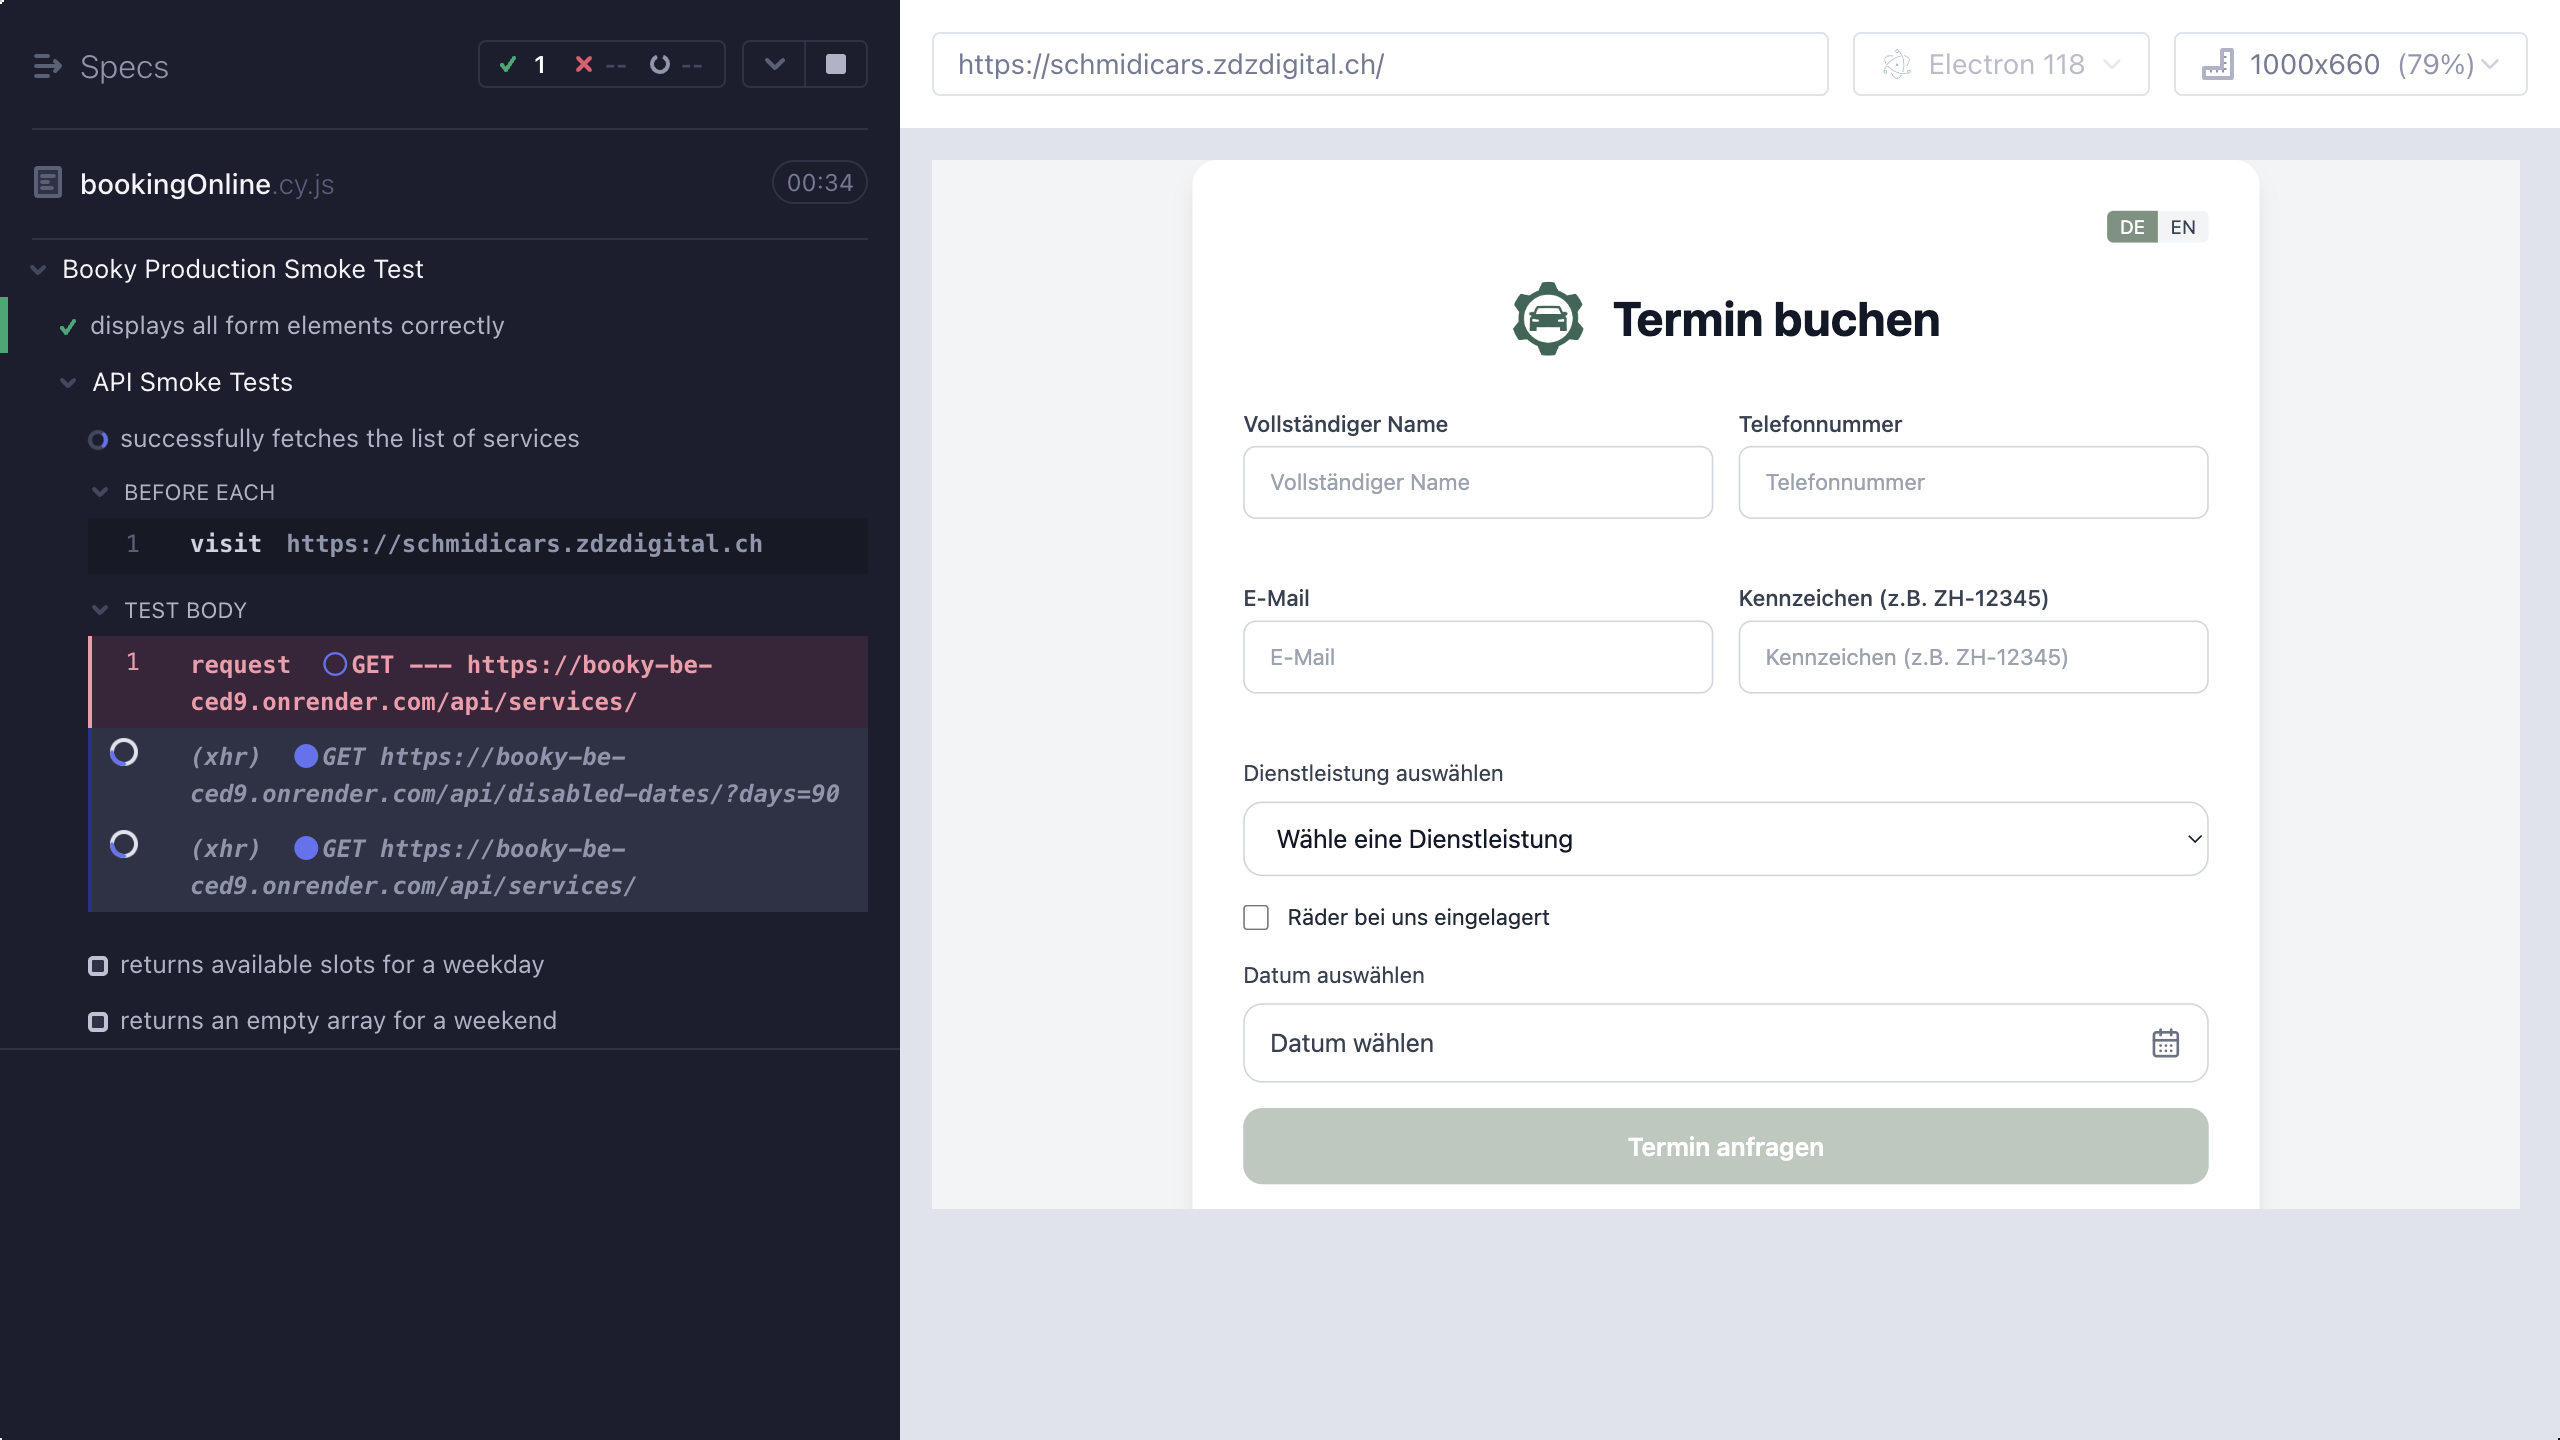 Specs
1 -- --
https://schmidicars.zdzdigital.ch/
Electron 118
1000x660 (79%)
bookingOnline.cy.js
00:34
Booky Production Smoke Test
displays all form elements correctly
API Smoke Tests
successfully fetches the list of services
BEFORE EACH
1 visit https://schmidicars.zdzdigital.ch
TEST BODY
1 request GET --- https://booky-be-
ced9.onrender.com/api/services/
(xhr) GET https://booky-be-
ced9.onrender.com/api/disabled-dates/?days=90
(xhr) GET https://booky-be-
ced9.onrender.com/api/services/
returns available slots for a weekday
returns an empty array for a weekend
DE EN
Termin buchen
Vollständiger Name
Vollständiger Name
Telefonnummer
Telefonnummer
E-Mail
E-Mail
Kennzeichen (z.B. ZH-12345)
Kennzeichen (z.B. ZH-12345)
Dienstleistung auswählen
Wähle eine Dienstleistung
Räder bei uns eingelagert
Datum auswählen
Datum wählen
Termin anfragen